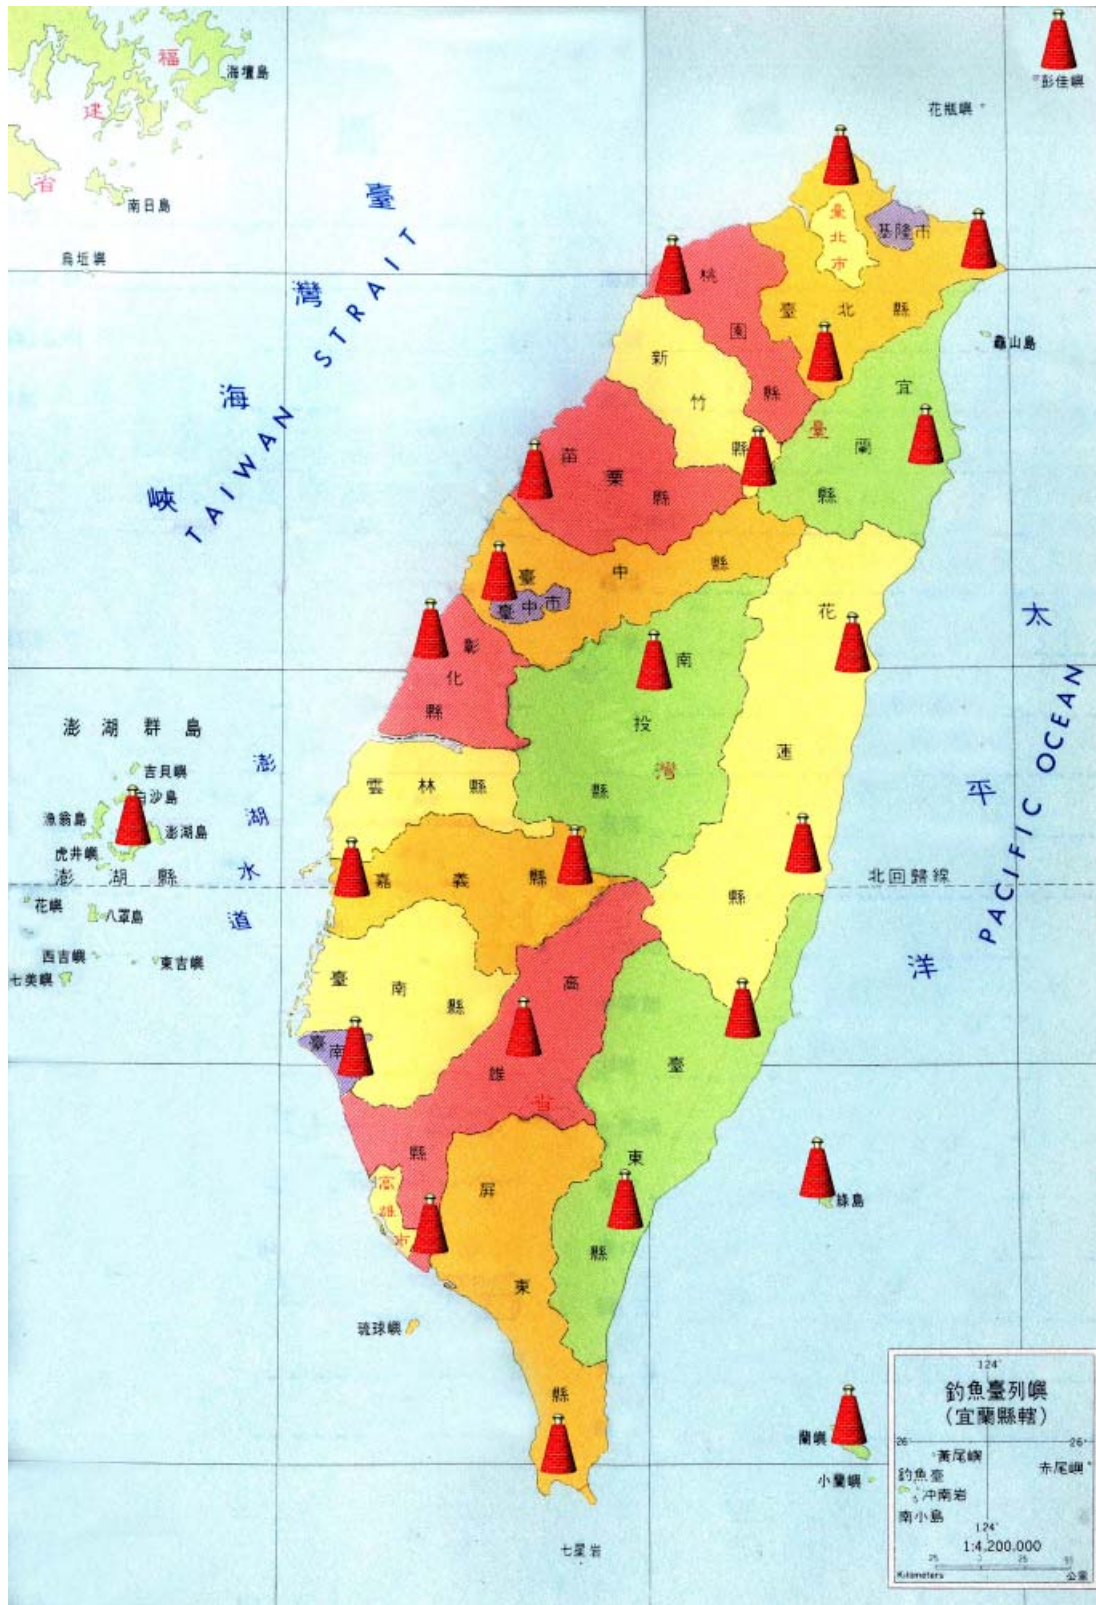 福
建
省
海壇島
南日島
烏坵嶼
彭佳嶼
花瓶嶼
臺灣海峽
TAIWAN STRAIT
基隆市
臺北市
臺北縣
桃園縣
龜山島
新竹縣
宜蘭縣
苗栗縣
臺中縣
臺中市
彰化縣
南投縣
花蓮縣
臺灣省
太平洋
PACIFIC OCEAN
澎湖群島
吉貝嶼
白沙島
漁翁島
澎湖島
虎井嶼
澎湖縣
花嶼
八罩島
西吉嶼
東吉嶼
七美嶼
澎湖水道
雲林縣
嘉義縣
北回歸線
臺南縣
臺南
高雄縣
臺東縣
高雄市
屏東縣
綠島
琉球嶼
蘭嶼
小蘭嶼
七星岩
124°
釣魚臺列嶼
(宜蘭縣轄)
26° 26°
黃尾嶼
赤尾嶼
釣魚臺
冲南岩
南小島
124°
1:4,200,000
25 0 25 50
Kilometers 公里